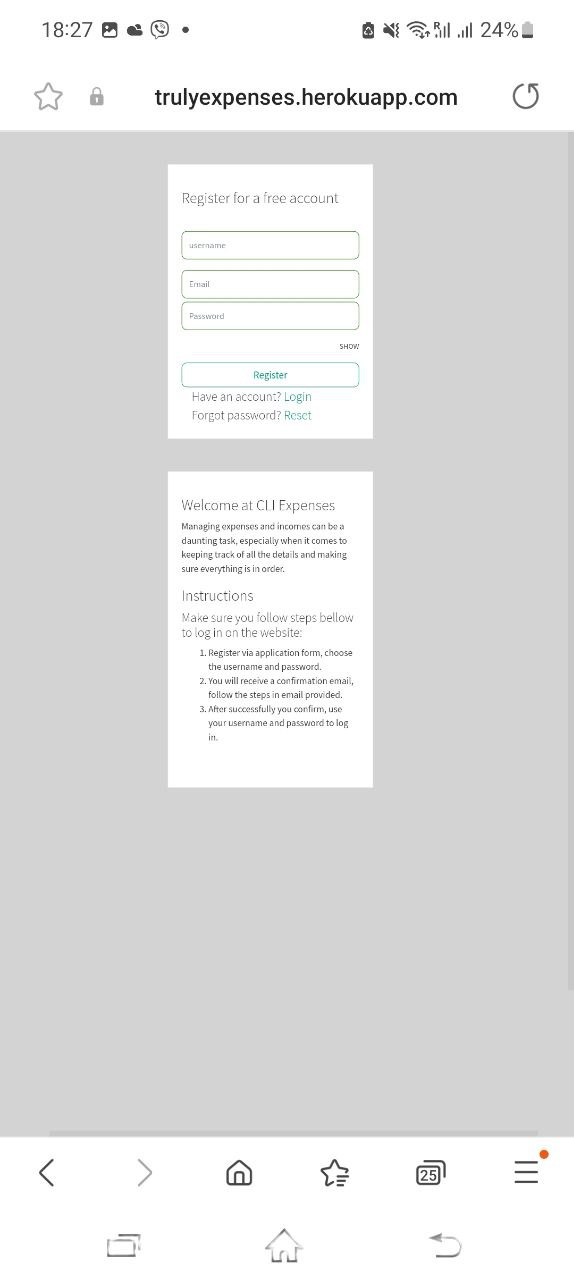 18:27 24%
trulyexpenses.herokuapp.com
Register for a free account
username
Email
Password
SHOW
Register
Have an account? Login
Forgot password? Reset
Welcome at CLI Expenses
Managing expenses and incomes can be a
daunting task, especially when it comes to
keeping track of all the details and making
sure everything is in order.
Instructions
Make sure you follow steps bellow
to log in on the website:
1. Register via application form, choose
the username and password.
2. You will receive a confirmation email,
follow the steps in email provided.
3. After successfully you confirm, use
your username and password to log
in.
25